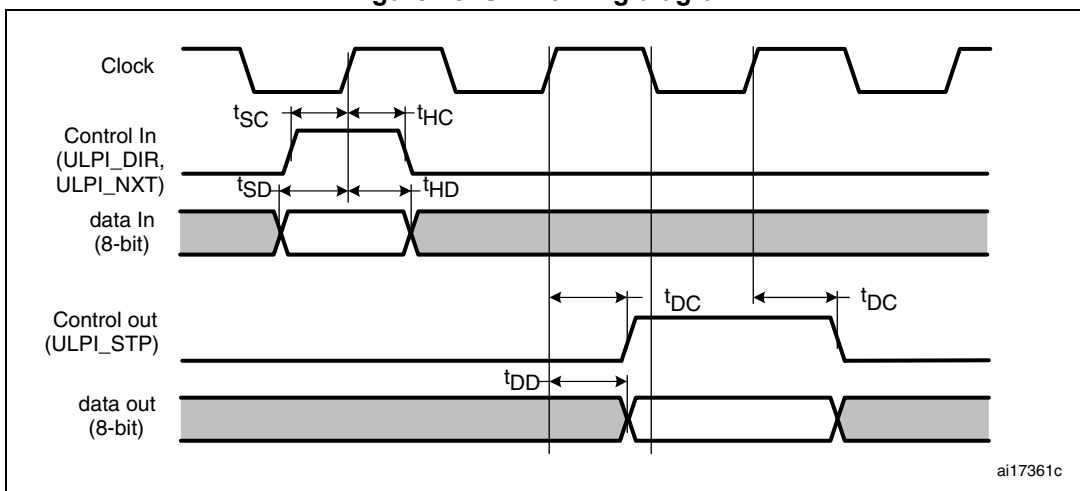 Clock
tSC
tHC
Control In
(ULPI_DIR,
ULPI_NXT)
tSD
tHD
data In
(8-bit)
tDC
tDC
Control out
(ULPI_STP)
tDD
data out
(8-bit)
ai17361c